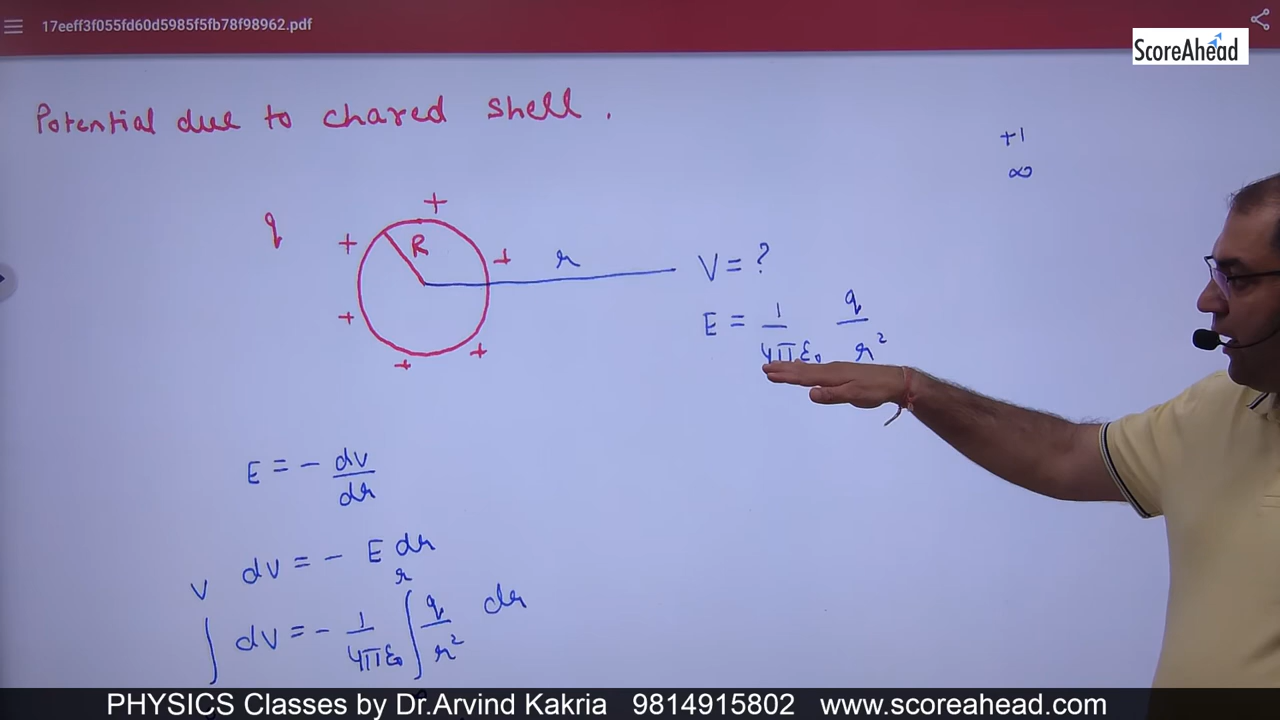 17eeff3f055fd60d5985f5fb78f98962.pdf
ScoreAhead
Potential due to chared shell.
+1
∞
q
R
r
+ + + + + + +
V = ?
E = 1/4πε₀ q/r²
E = - dv/dr
dv = - E dr
∫ᵛ dv = - 1/4πε₀ ∫ʳ q/r² dr
PHYSICS Classes by Dr.Arvind Kakria 9814915802 www.scoreahead.com